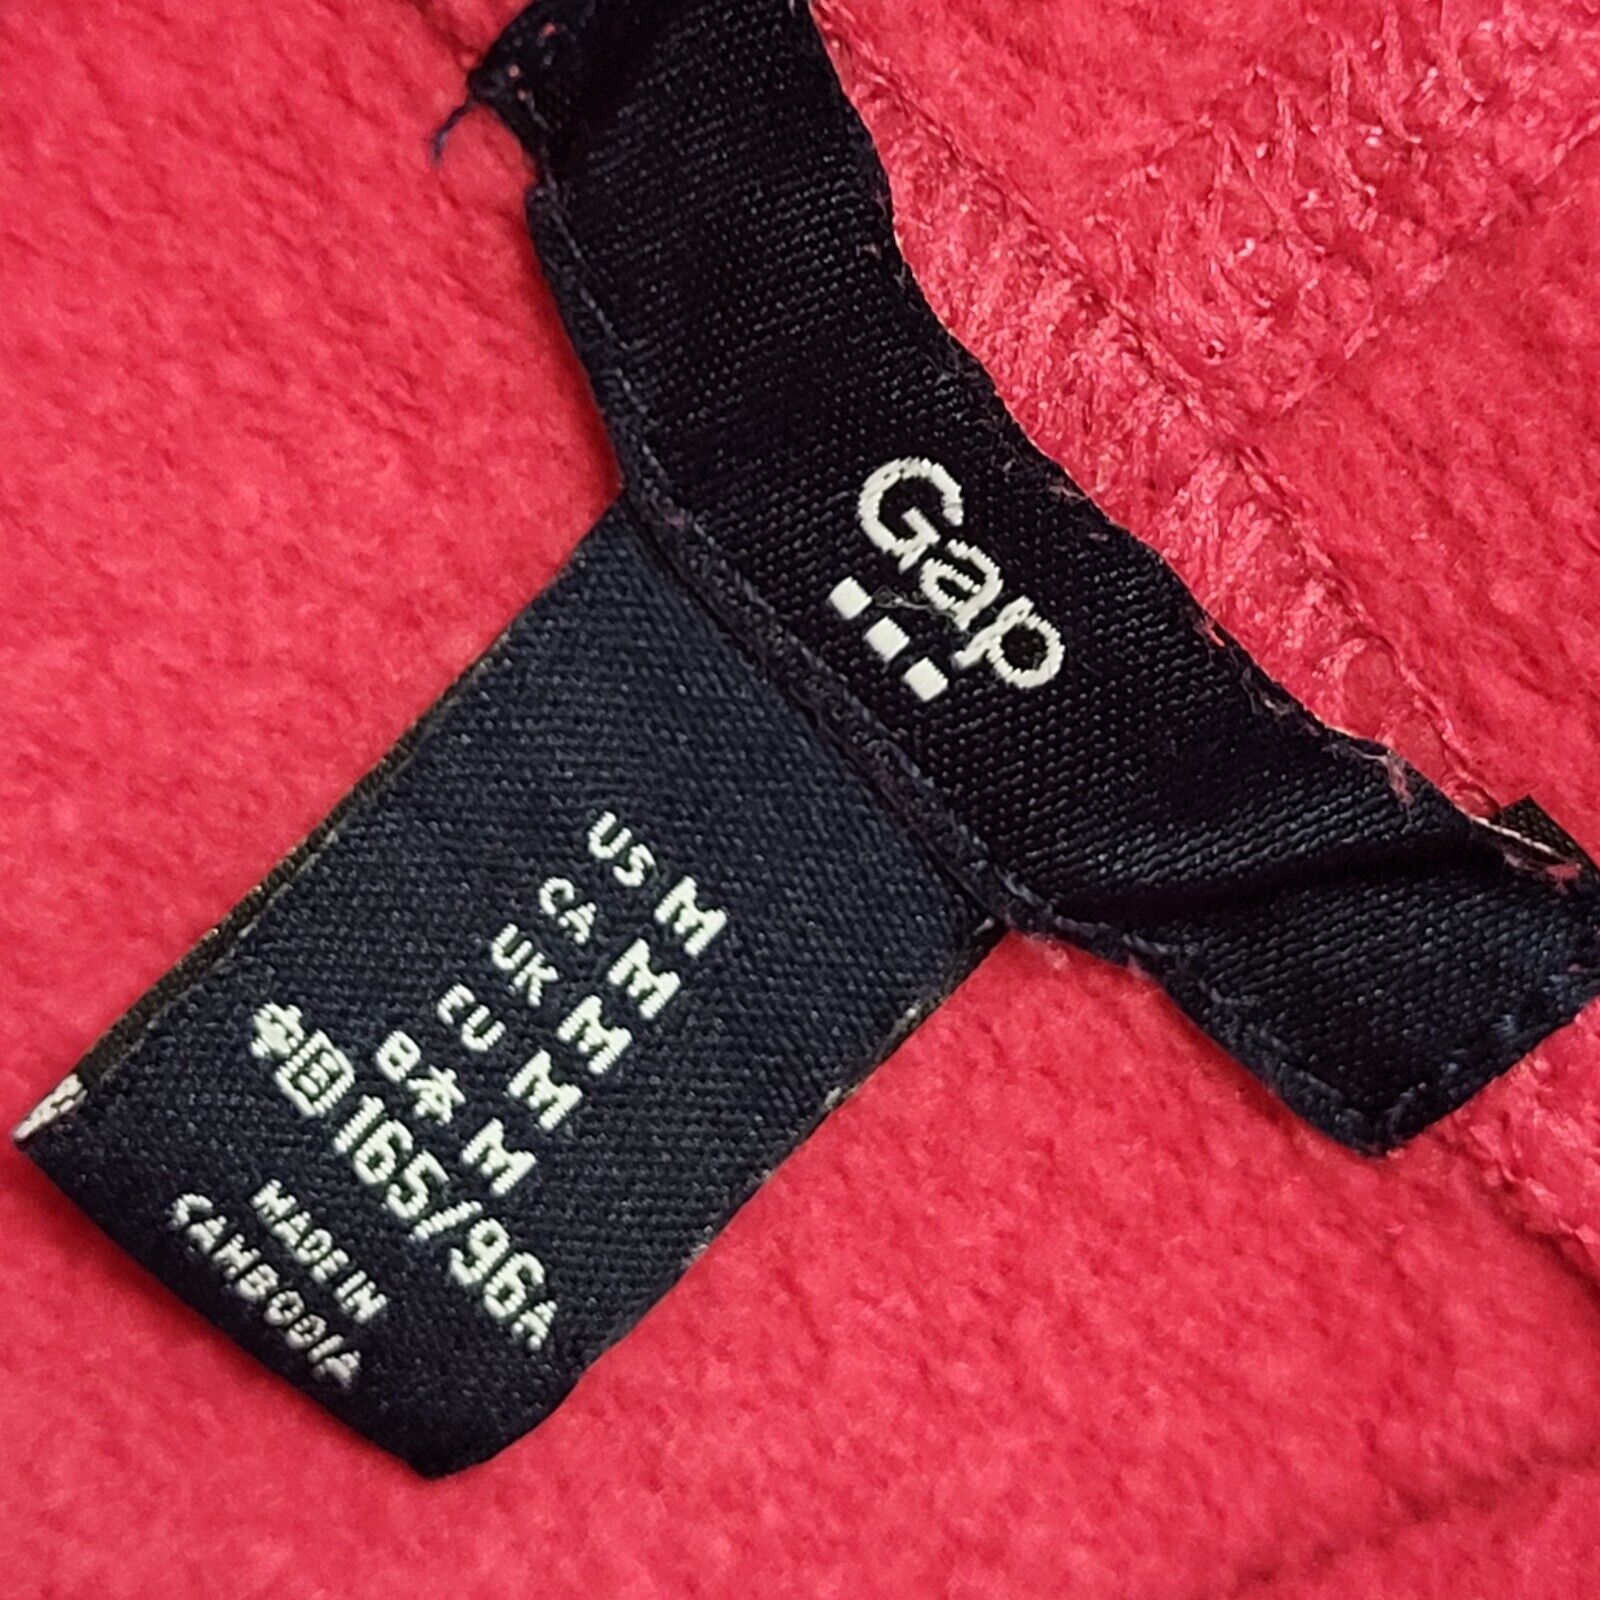 Gap
US M
CA M
UK M
EU M
日本 M
中国 165/96A
MADE IN
CAMBODIA